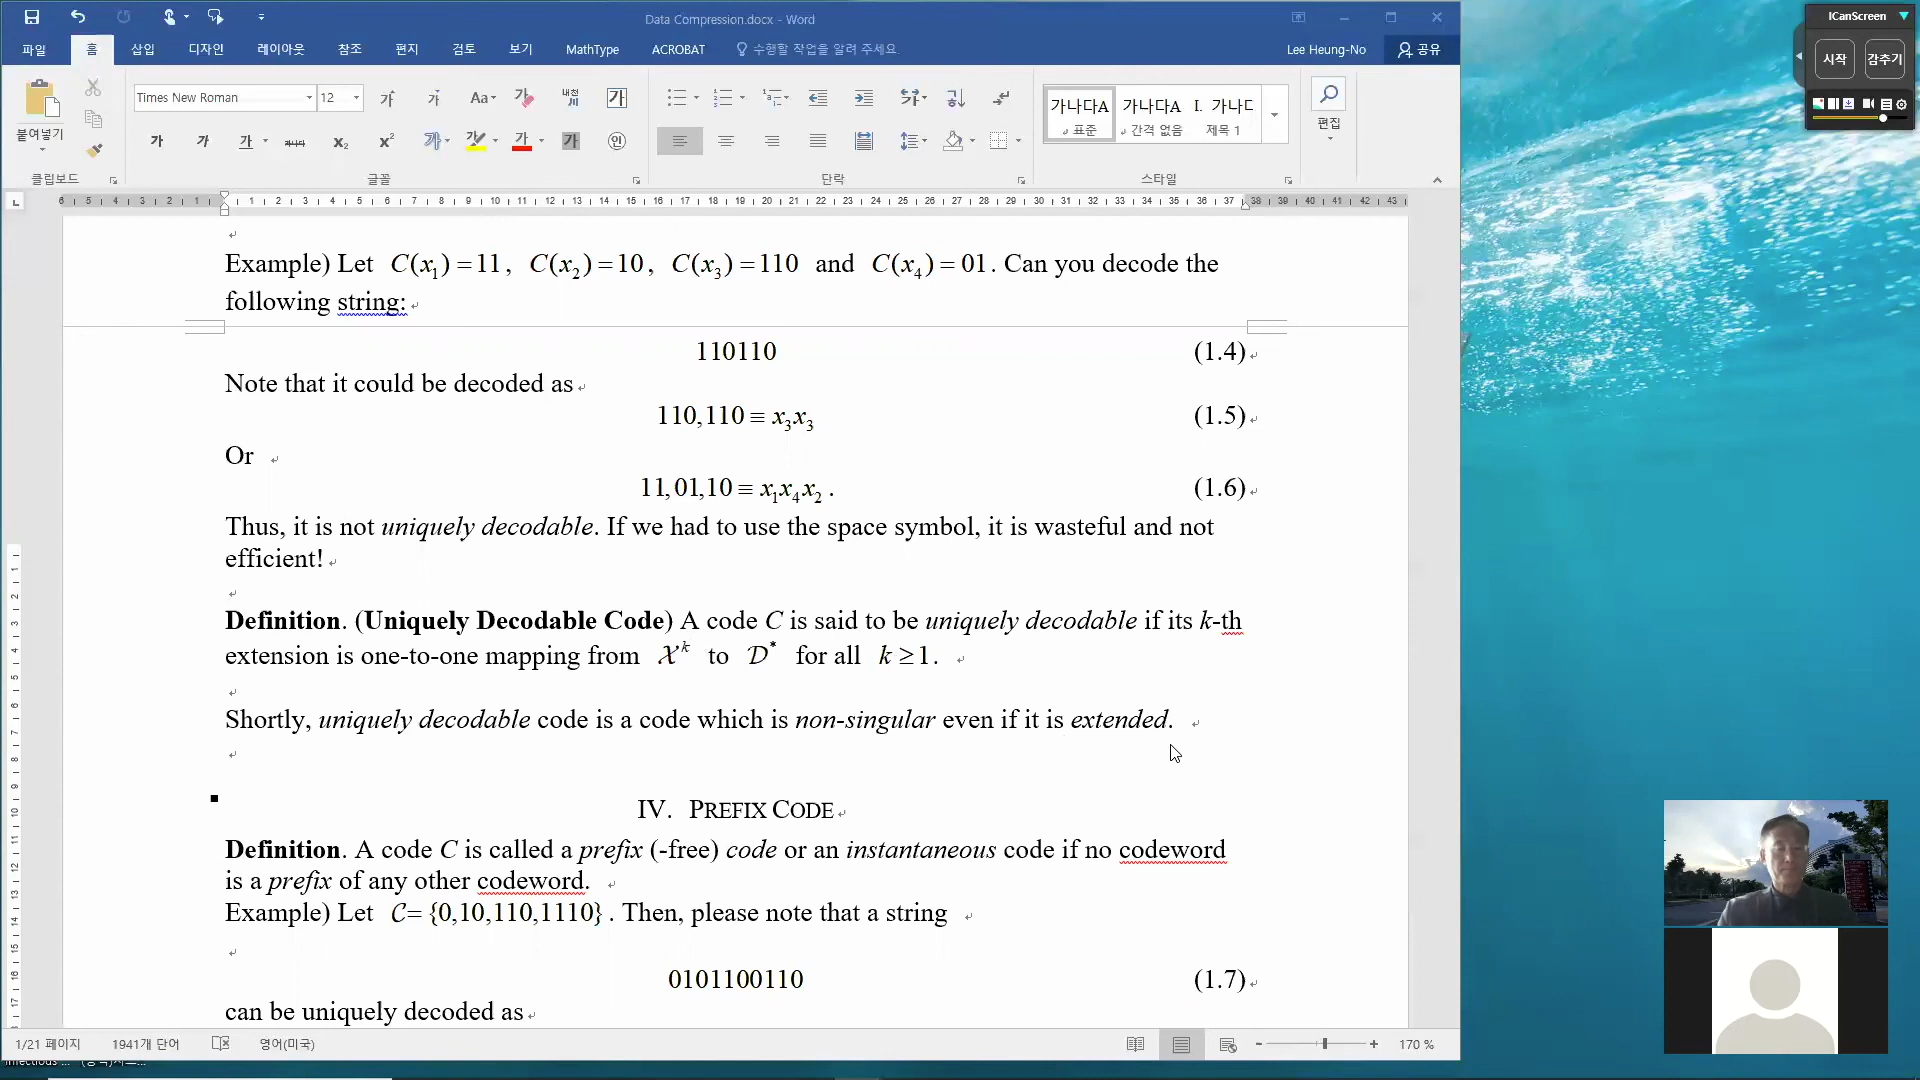 Data Compression.docx - Word
ICanScreen
파일 홈 삽입 디자인 레이아웃 참조 편지 검토 보기 MathType ACROBAT 수행할 작업을 알려 주세요. Lee Heung-No 공유
시작 감추기
Times New Roman 12
붙여넣기
가나다A 가나다A I. 가나다
표준 간격 없음 제목 1
편집
클립보드 글꼴 단락 스타일
Example) Let C(x₁)=11, C(x₂)=10, C(x₃)=110 and C(x₄)=01. Can you decode the
following string:
110110 (1.4)
Note that it could be decoded as
110,110 ≡ x₃x₃ (1.5)
Or
11,01,10 ≡ x₁x₄x₂ . (1.6)
Thus, it is not uniquely decodable. If we had to use the space symbol, it is wasteful and not
efficient!
Definition. (Uniquely Decodable Code) A code C is said to be uniquely decodable if its k-th
extension is one-to-one mapping from 𝒳ᵏ to 𝒟* for all k ≥ 1.
Shortly, uniquely decodable code is a code which is non-singular even if it is extended.
IV. PREFIX CODE
Definition. A code C is called a prefix (-free) code or an instantaneous code if no codeword
is a prefix of any other codeword.
Example) Let 𝒞= {0,10,110,1110}. Then, please note that a string
0101100110 (1.7)
can be uniquely decoded as
1/21 페이지 1941개 단어 영어(미국) 170 %